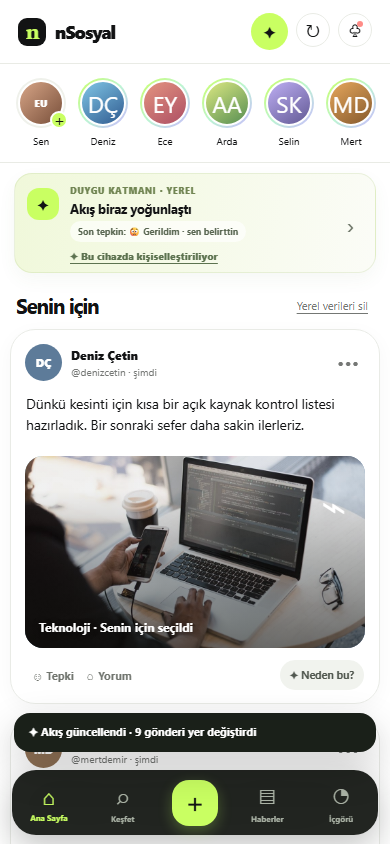 n nSosyal
EU DÇ EY AA SK MD
Sen Deniz Ece Arda Selin Mert
DUYGU KATMANI · YEREL
Akış biraz yoğunlaştı
Son tepkin: Gerildim · sen belirttin
Bu cihazda kişiselleştiriliyor
Senin için
Yerel verileri sil
DÇ Deniz Çetin
@denizcetin · şimdi
Dünkü kesinti için kısa bir açık kaynak kontrol listesi
hazırladık. Bir sonraki sefer daha sakin ilerleriz.
Teknoloji · Senin için seçildi
Tepki Yorum Neden bu?
Akış güncellendi · 9 gönderi yer değiştirdi
@mertdemir · şimdi
Ana Sayfa Keşfet + Haberler İçgörü